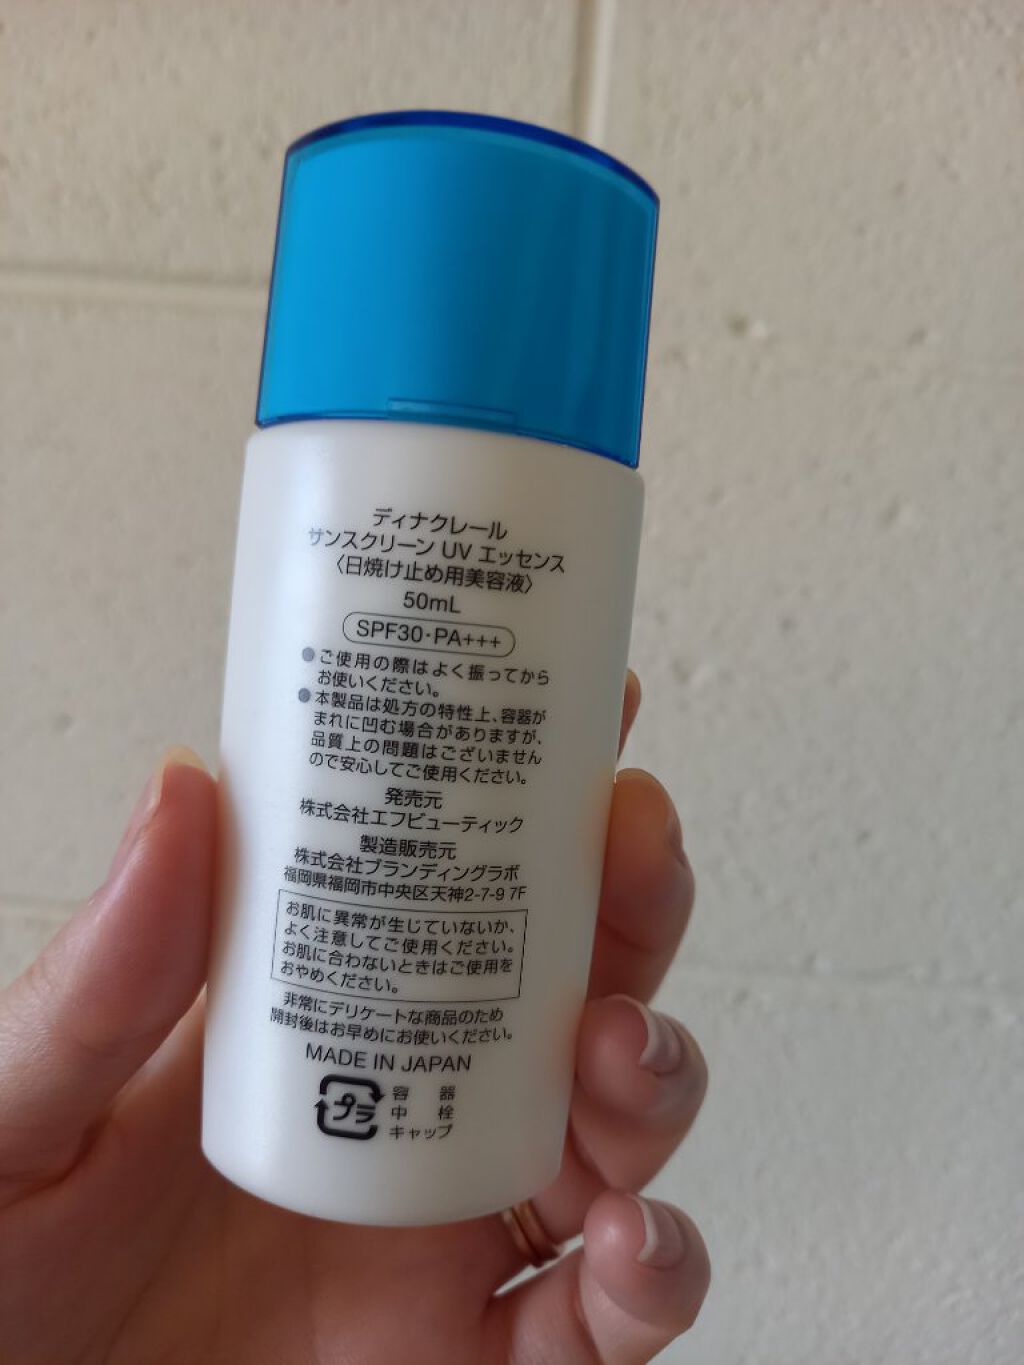 ディナクレール
サンスクリーン UV エッセンス
〈日焼け止め用美容液〉
50mL
SPF30・PA+++
●ご使用の際はよく振ってから
お使いください。
●本製品は処方の特性上、容器が
まれに凹む場合がありますが、
品質上の問題はございません
ので安心してご使用ください。
発売元
株式会社エフビューティック
製造販売元
株式会社ブランディングラボ
福岡県福岡市中央区天神2-7-9 7F
お肌に異常が生じていないか、
よく注意してご使用ください。
お肌に合わないときはご使用を
おやめください。
非常にデリケートな商品のため
開封後はお早めにお使いください。
MADE IN JAPAN
プラ 容器
中栓
キャップ